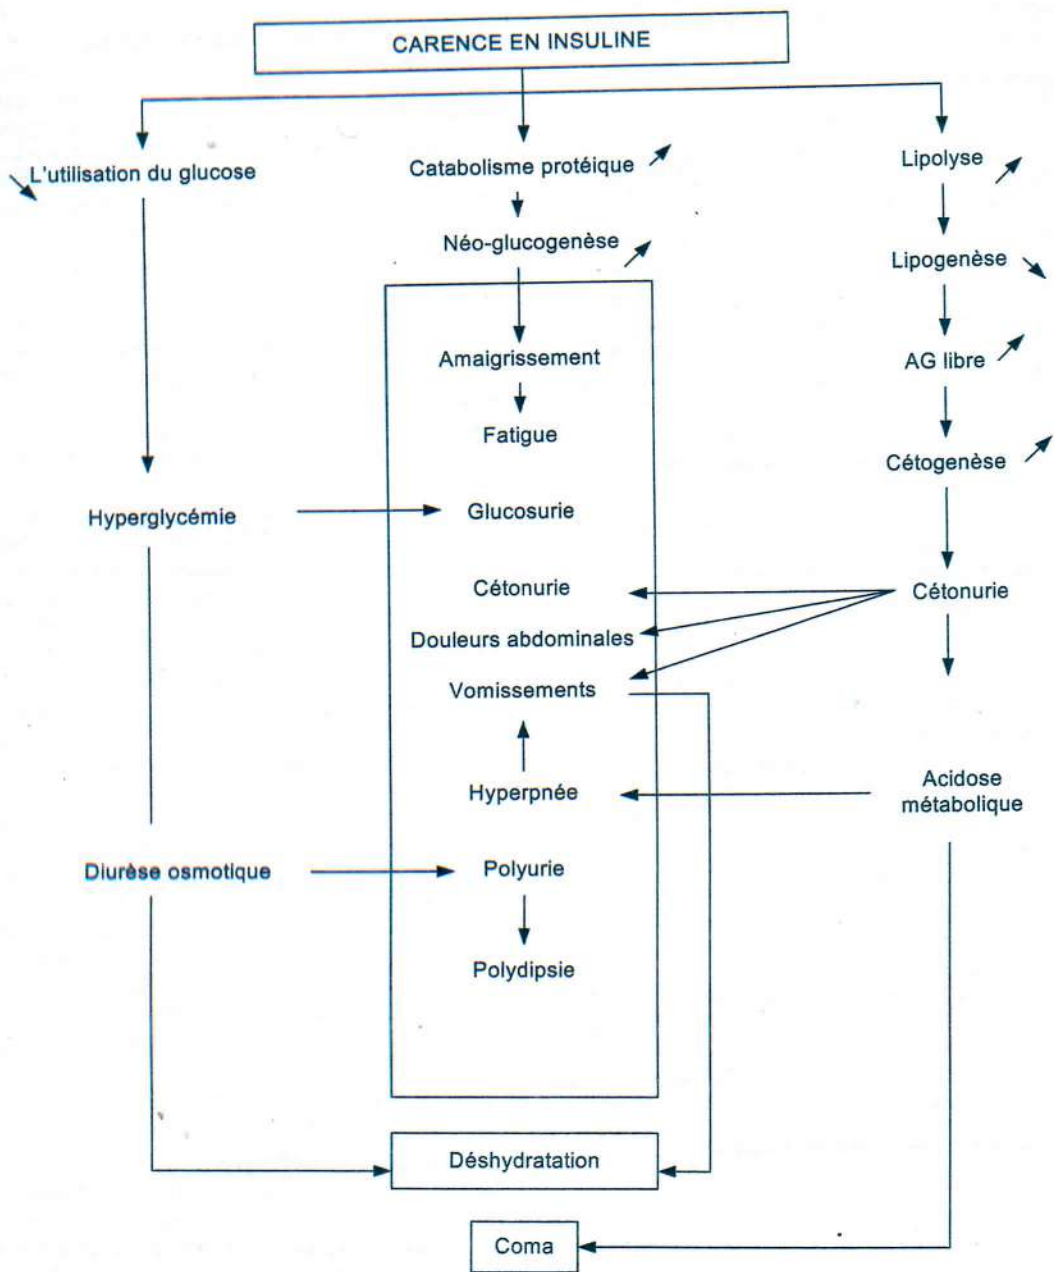 CARENCE EN INSULINE
L'utilisation du glucose
Catabolisme protéique
Lipolyse
Néo-glucogenèse
Lipogenèse
Amaigrissement
AG libre
Fatigue
Cétogenèse
Hyperglycémie
Glucosurie
Cétonurie
Cétonurie
Douleurs abdominales
Vomissements
Hyperpnée
Acidose
métabolique
Diurèse osmotique
Polyurie
Polydipsie
Déshydratation
Coma